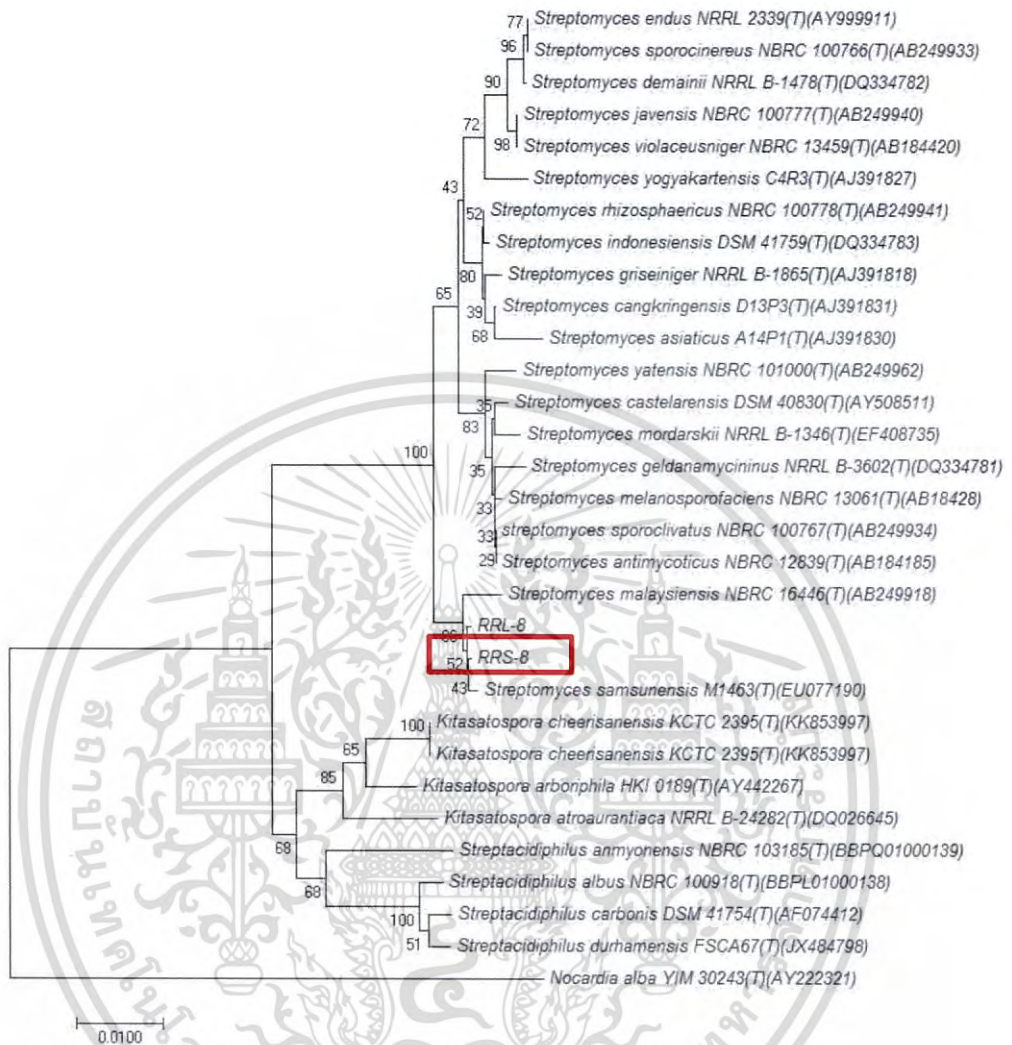 77 Streptomyces endus NRRL 2339(T)(AY999911)
96 Streptomyces sporocinereus NBRC 100766(T)(AB249933)
Streptomyces demainii NRRL B-1478(T)(DQ334782)
90
Streptomyces javensis NBRC 100777(T)(AB249940)
72
98 Streptomyces violaceusniger NBRC 13459(T)(AB184420)
Streptomyces yogyakartensis C4R3(T)(AJ391827)
43
52 Streptomyces rhizosphaericus NBRC 100778(T)(AB249941)
Streptomyces indonesiensis DSM 41759(T)(DQ334783)
80 Streptomyces griseiniger NRRL B-1865(T)(AJ391818)
65
39 Streptomyces cangkringensis D13P3(T)(AJ391831)
68 Streptomyces asiaticus A14P1(T)(AJ391830)
Streptomyces yatensis NBRC 101000(T)(AB249962)
35 Streptomyces castelarensis DSM 40830(T)(AY508511)
83 Streptomyces mordarskii NRRL B-1346(T)(EF408735)
100
35 Streptomyces geldanamycininus NRRL B-3602(T)(DQ334781)
33 Streptomyces melanosporofaciens NBRC 13061(T)(AB18428)
33 streptomyces sporoclivatus NBRC 100767(T)(AB249934)
29 Streptomyces antimycoticus NBRC 12839(T)(AB184185)
Streptomyces malaysiensis NBRC 16446(T)(AB249918)
RRL-8
RRS-8
52
43 Streptomyces samsunensis M1463(T)(EU077190)
100 Kitasatospora cheerisanensis KCTC 2395(T)(KK853997)
65 Kitasatospora cheerisanensis KCTC 2395(T)(KK853997)
85 Kitasatospora arboriphila HKI 0189(T)(AY442267)
Kitasatospora atroaurantiaca NRRL B-24282(T)(DQ026645)
68
Streptacidiphilus anmyonensis NBRC 103185(T)(BBPQ01000139)
68 Streptacidiphilus albus NBRC 100918(T)(BBPL01000138)
100 Streptacidiphilus carbonis DSM 41754(T)(AF074412)
51 Streptacidiphilus durhamensis FSCA67(T)(JX484798)
Nocardia alba YIM 30243(T)(AY222321)
0.0100